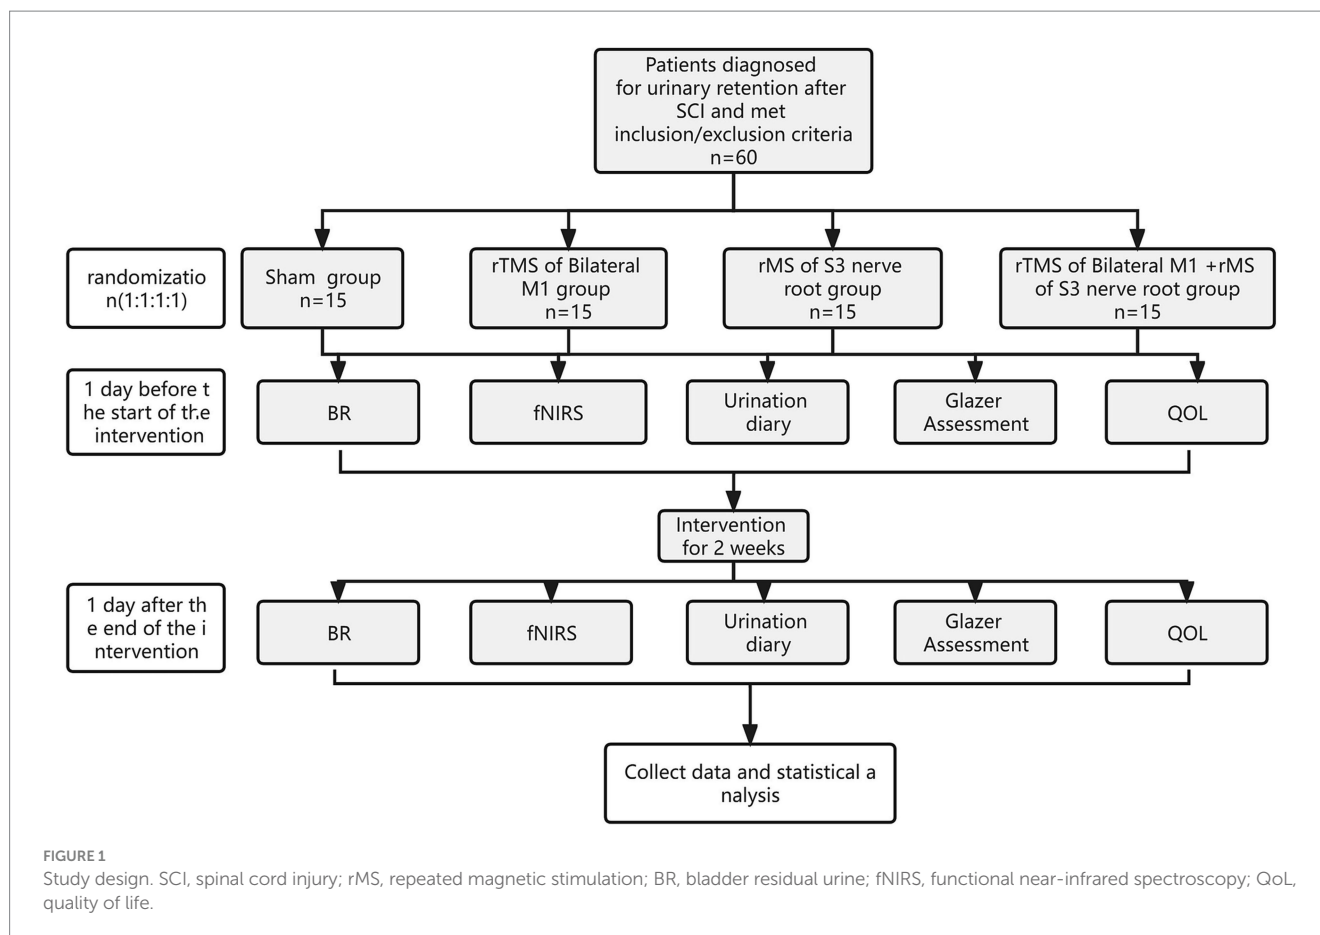 Patients diagnosed
for urinary retention after
SCI and met
inclusion/exclusion criteria
n=60
randomizatio
n(1:1:1:1)
Sham group
n=15
rTMS of Bilateral
M1 group
n=15
rMS of S3 nerve
root group
n=15
rTMS of Bilateral M1 +rMS
of S3 nerve root group
n=15
1 day before t
he start of the
intervention
BR
fNIRS
Urination
diary
Glazer
Assessment
QOL
Intervention
for 2 weeks
1 day after th
e end of the i
ntervention
BR
fNIRS
Urination
diary
Glazer
Assessment
QOL
Collect data and statistical a
nalysis
FIGURE 1
Study design. SCI, spinal cord injury; rMS, repeated magnetic stimulation; BR, bladder residual urine; fNIRS, functional near-infrared spectroscopy; QoL,
quality of life.